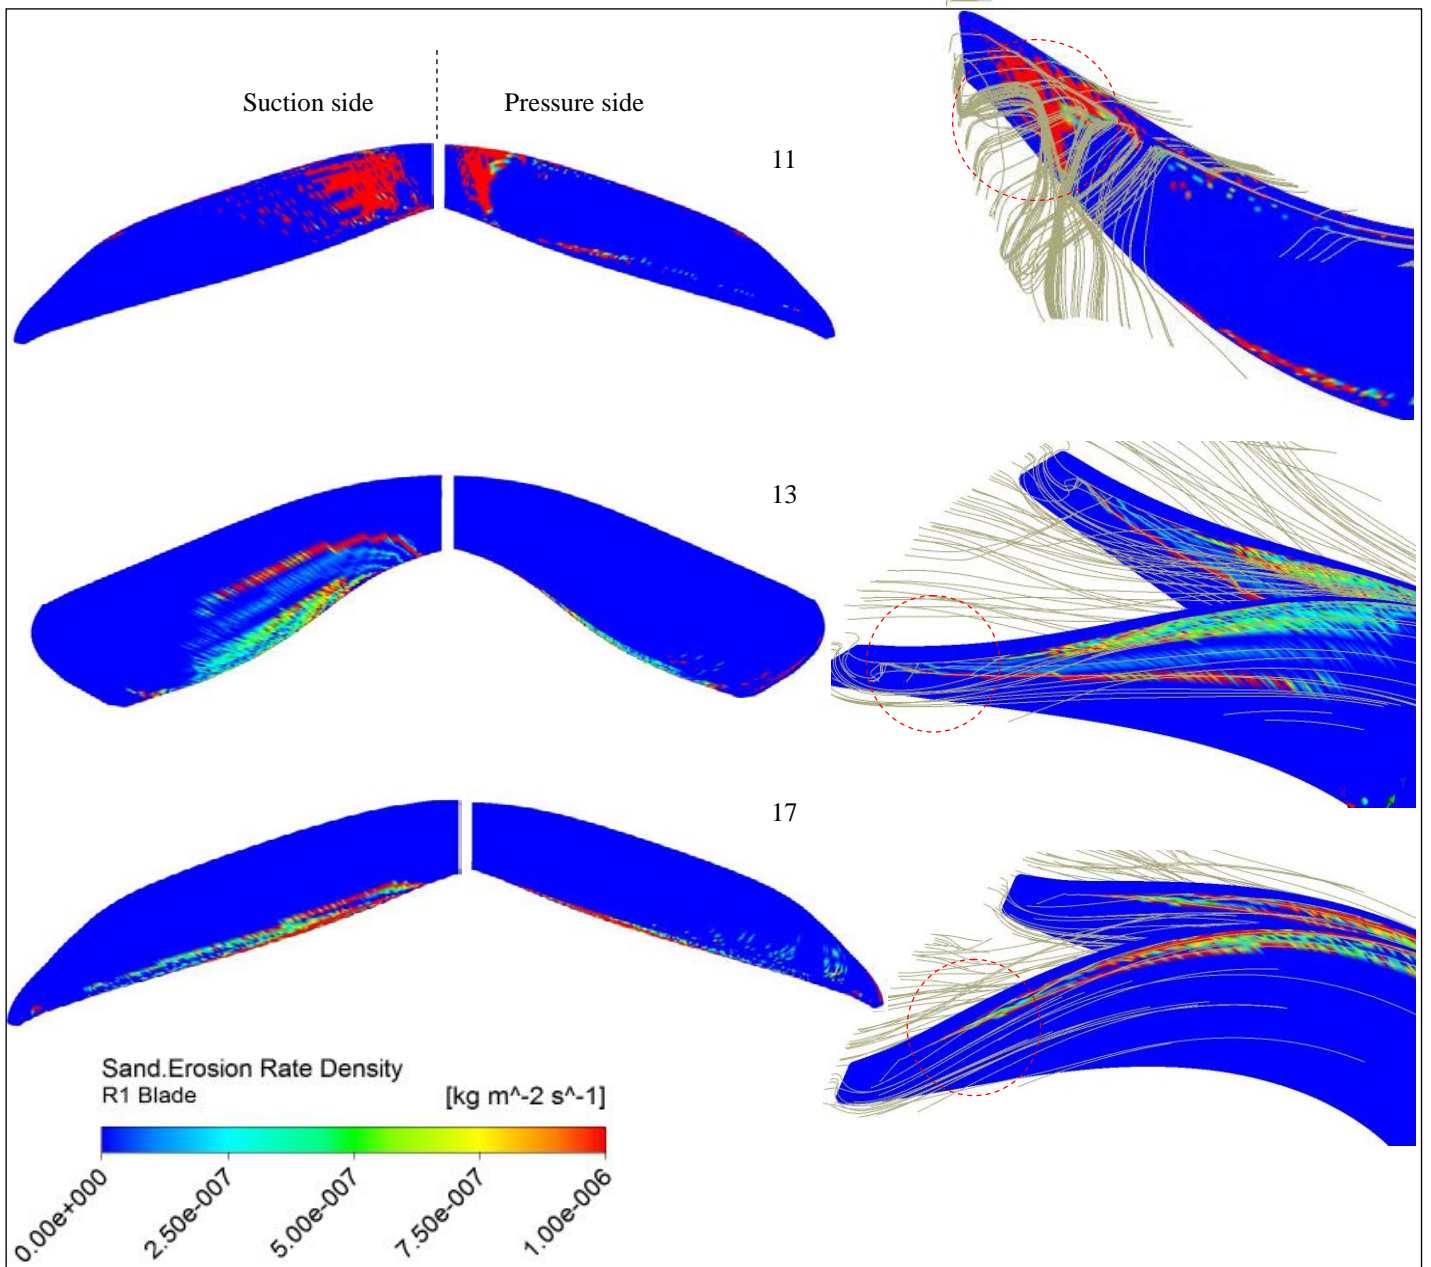 Suction side
Pressure side
11
13
17
Sand.Erosion Rate Density
R1 Blade
[kg m^-2 s^-1]
0.00e+000
2.50e-007
5.00e-007
7.50e-007
1.00e-006